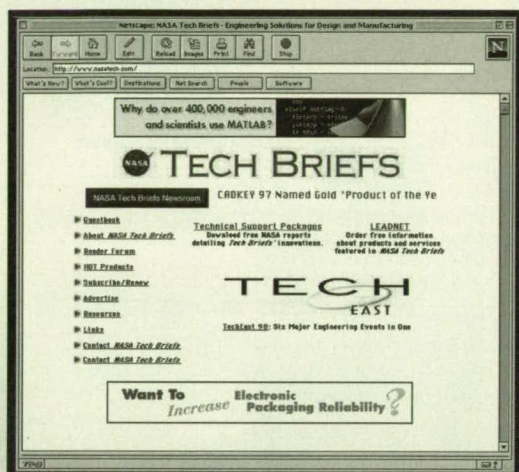 Netscape: NASA Tech Briefs - Engineering Solutions for Design and Manufacturing
Back Forward Home Edit Reload Images Print Find Stop
N
Location: http://www.nasatech.com/
What's New? What's Cool? Destinations Net Search People Software
Why do over 400,000 engineers
and scientists use MATLAB?
NASA TECH BRIEFS
NASA Tech Briefs Newsroom
CADKEY 97 Named Gold "Product of the Ye
Guestbook
About NASA Tech Briefs
Reader Forum
HOT Products
Subscribe/Renew
Advertise
Resources
Links
Contact NASA Tech Briefs
Contact NASA Tech Briefs
Technical Support Packages
Download free NASA reports
detailing Tech Briefs' innovations.
LEADNET
Order free information
about products and services
featured in NASA Tech Briefs
TECH
EAST
TechEast 98: Six Major Engineering Events in One
Want To Increase Electronic
Packaging Reliability?